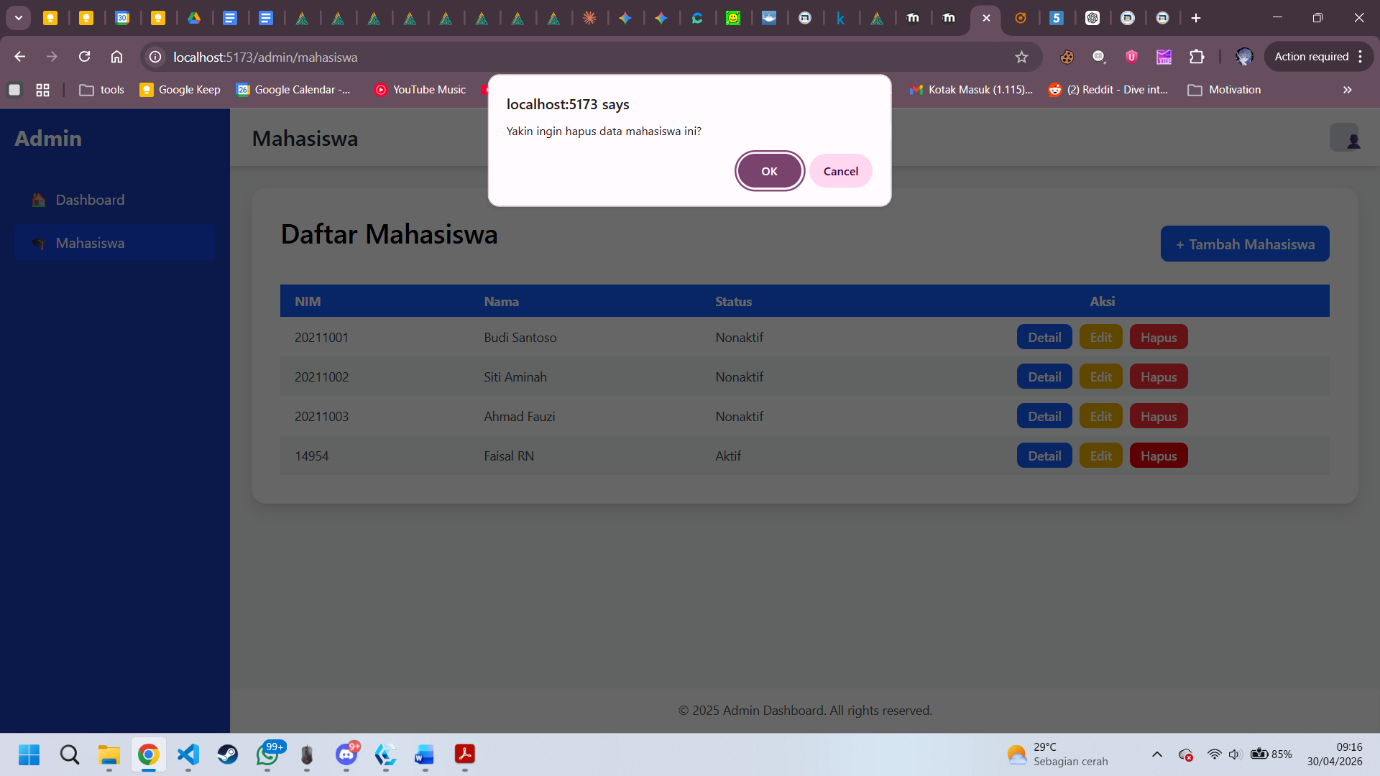 localhost:5173/admin/mahasiswa
Action required
tools
Google Keep
Google Calendar -...
YouTube Music
Kotak Masuk (1.115)...
(2) Reddit - Dive int...
Motivation
»
localhost:5173 says
Yakin ingin hapus data mahasiswa ini?
OK
Cancel
Admin
Mahasiswa
Dashboard
Mahasiswa
Daftar Mahasiswa
+ Tambah Mahasiswa
NIM Nama Status Aksi
20211001 Budi Santoso Nonaktif Detail Edit Hapus
20211002 Siti Aminah Nonaktif Detail Edit Hapus
20211003 Ahmad Fauzi Nonaktif Detail Edit Hapus
14954 Faisal RN Aktif Detail Edit Hapus
© 2025 Admin Dashboard. All rights reserved.
99+
9+
29°C
Sebagian cerah
85%
09:16
30/04/2026